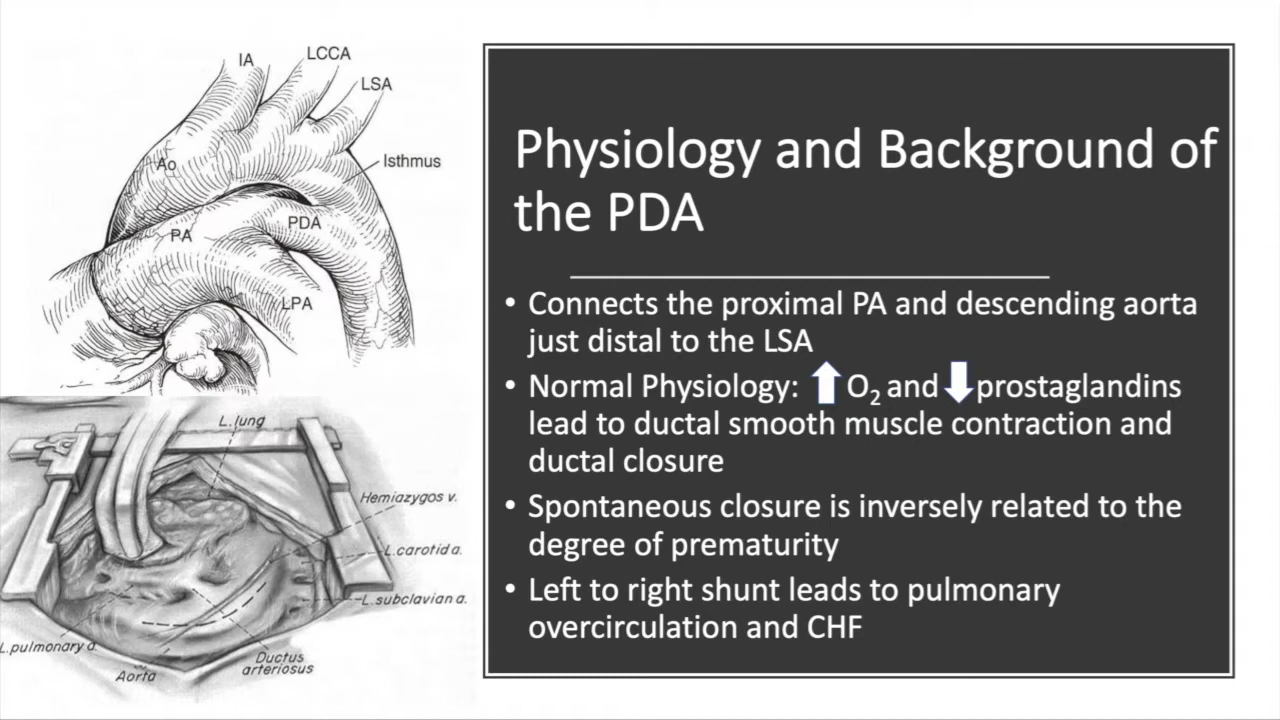 IA
LCCA
LSA
Ao
Isthmus
PA
PDA
LPA
L. lung
Hemiazygos v.
L. carotid a.
L. subclavian a.
L. pulmonary a.
Aorta
Ductus
arteriosus
Physiology and Background of
the PDA
• Connects the proximal PA and descending aorta
just distal to the LSA
• Normal Physiology: ⬆ O₂ and ⬇ prostaglandins
lead to ductal smooth muscle contraction and
ductal closure
• Spontaneous closure is inversely related to the
degree of prematurity
• Left to right shunt leads to pulmonary
overcirculation and CHF